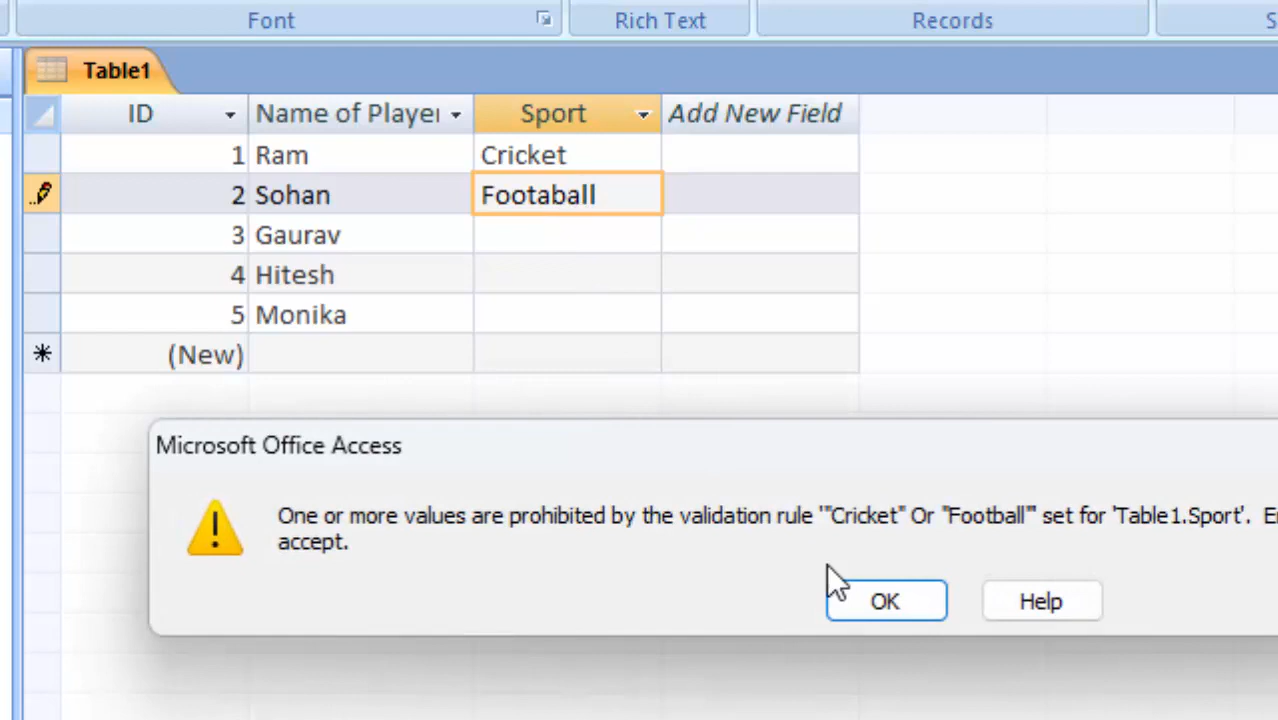 Font Rich Text Records S
Table1
ID Name of Player Sport Add New Field
1 Ram Cricket
2 Sohan Footaball
3 Gaurav
4 Hitesh
5 Monika
(New)
Microsoft Office Access
One or more values are prohibited by the validation rule '"Cricket" Or "Football"' set for 'Table1.Sport'. E
accept.
OK Help